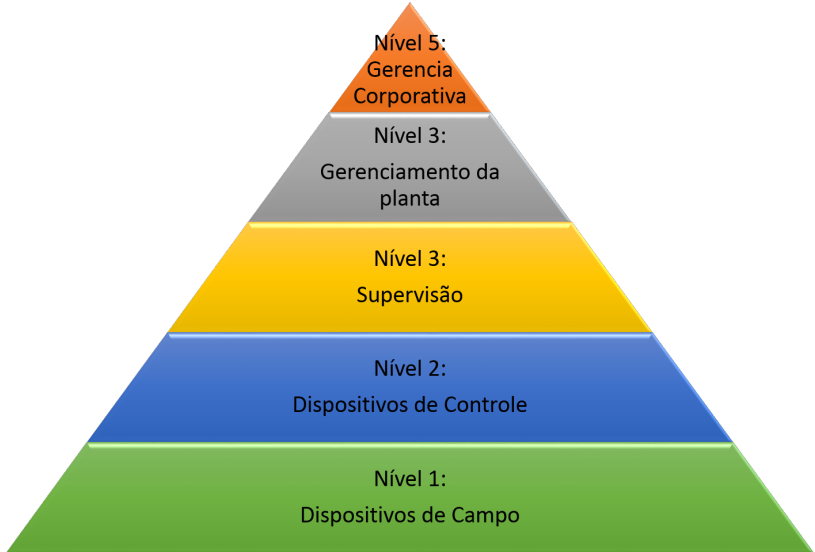 Nível 5:
Gerencia
Corporativa
Nível 3:
Gerenciamento da
planta
Nível 3:
Supervisão
Nível 2:
Dispositivos de Controle
Nível 1:
Dispositivos de Campo